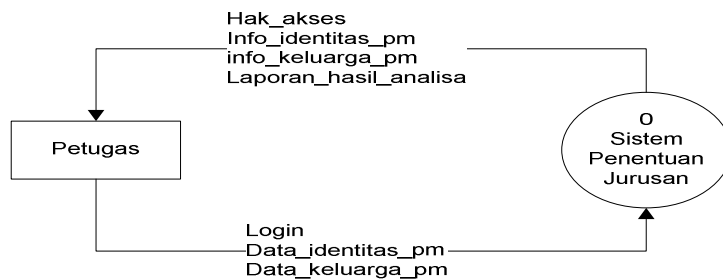 Hak_akses
Info_identitas_pm
info_keluarga_pm
Laporan_hasil_analisa
Petugas
0
Sistem
Penentuan
Jurusan
Login
Data_identitas_pm
Data_keluarga_pm